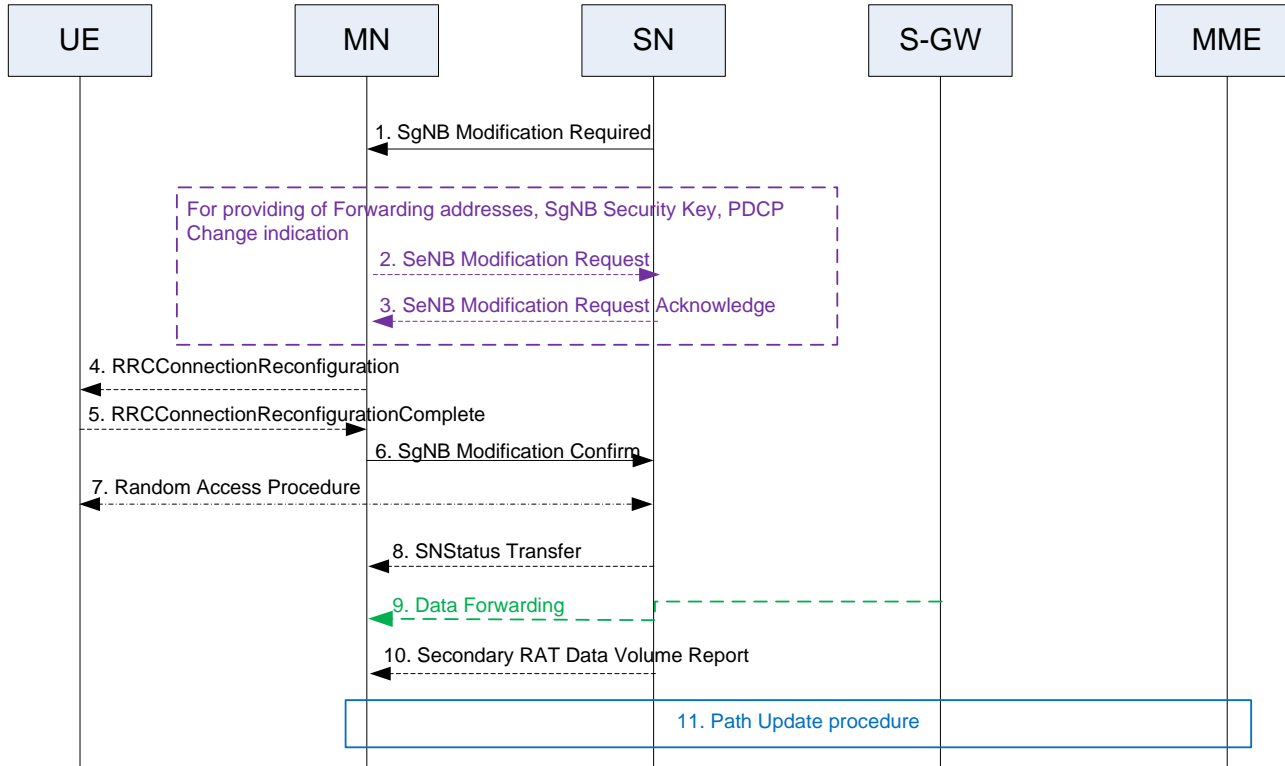 UE
MN
SN
S-GW
MME
1. SgNB Modification Required
For providing of Forwarding addresses, SgNB Security Key, PDCP
Change indication
2. SeNB Modification Request
3. SeNB Modification Request Acknowledge
4. RRCConnectionReconfiguration
5. RRCConnectionReconfigurationComplete
6. SgNB Modification Confirm
7. Random Access Procedure
8. SNStatus Transfer
9. Data Forwarding
10. Secondary RAT Data Volume Report
11. Path Update procedure